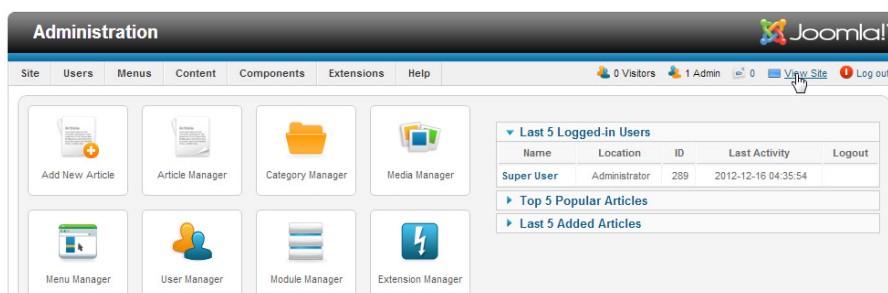 Administration
Joomla!
Site Users Menus Content Components Extensions Help
0 Visitors 1 Admin 0 View Site Log out
Add New Article Article Manager Category Manager Media Manager
Menu Manager User Manager Module Manager Extension Manager
Last 5 Logged-in Users
Name Location ID Last Activity Logout
Super User Administrator 289 2012-12-16 04:35:54
Top 5 Popular Articles
Last 5 Added Articles